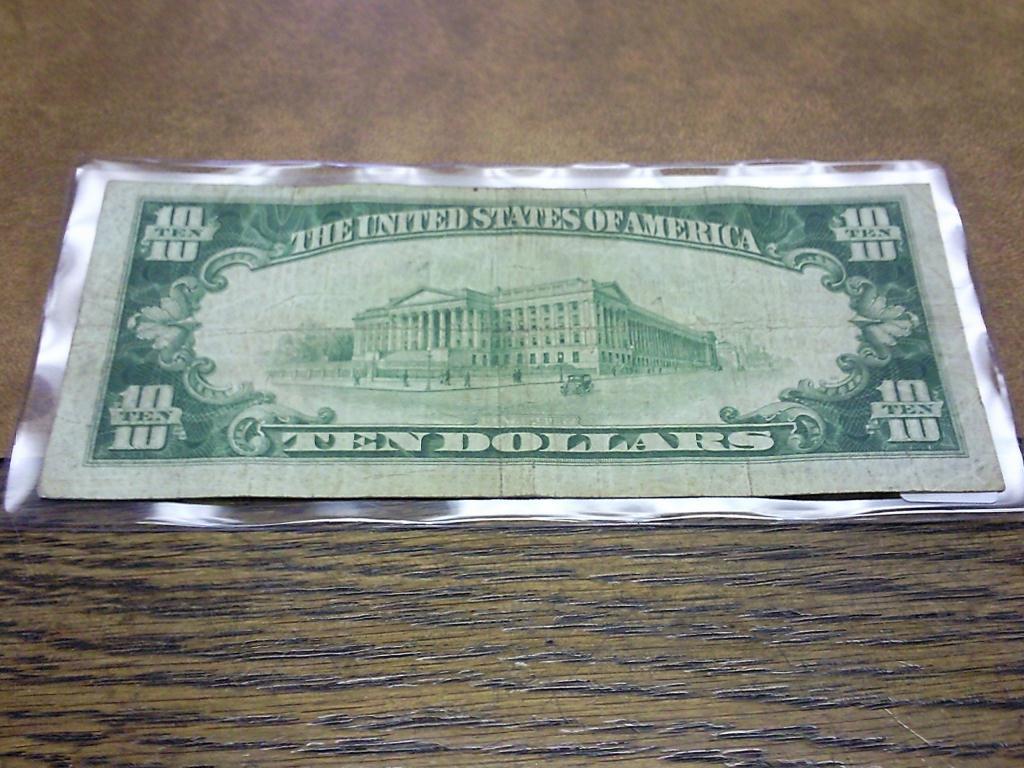 10 10
TEN TEN
10 10
THE UNITED STATES OF AMERICA
10 10
TEN TEN
10 10
TEN DOLLARS